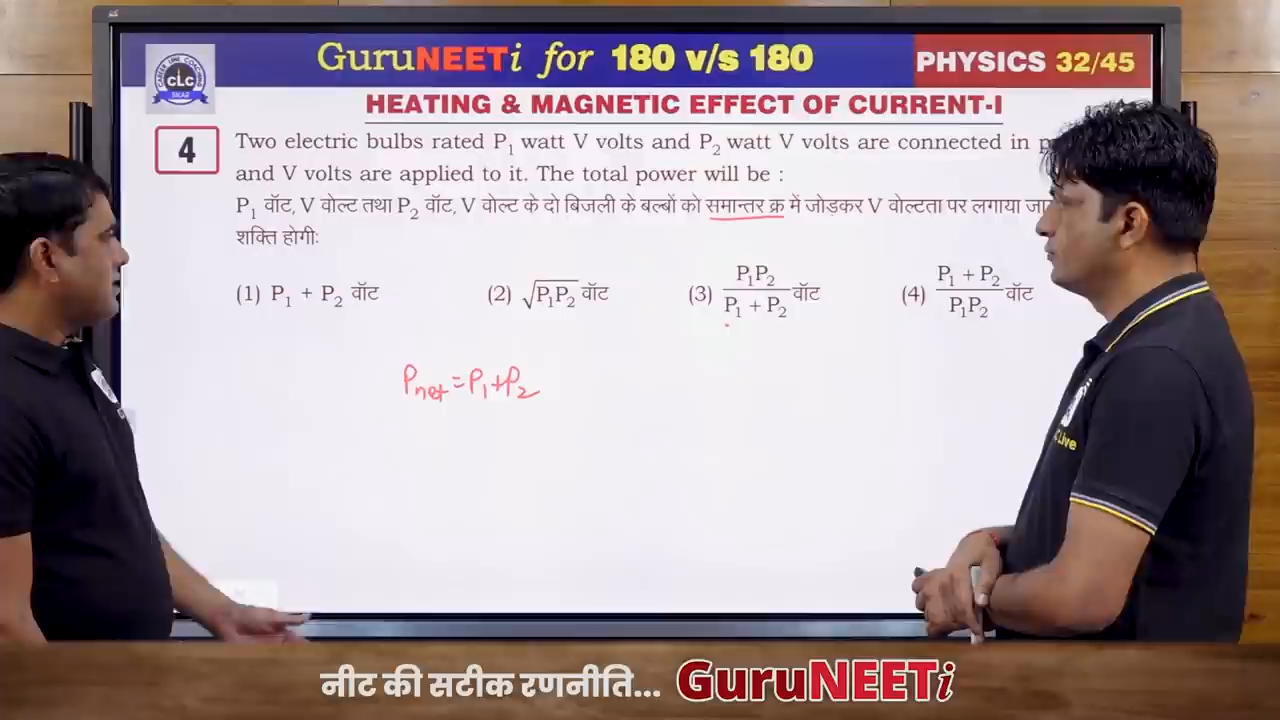 GuruNEETi for 180 v/s 180
PHYSICS 32/45
CLC
HEATING & MAGNETIC EFFECT OF CURRENT-I
4
Two electric bulbs rated P₁ watt V volts and P₂ watt V volts are connected in
and V volts are applied to it. The total power will be :
P₁ वॉट, V वोल्ट तथा P₂ वॉट, V वोल्ट के दो बिजली के बल्बों को समान्तर क्र में जोड़कर V वोल्टता पर लगाया
शक्ति होगीः
(1) P₁ + P₂ वॉट (2) √P₁P₂ वॉट (3) P₁P₂ / P₁ + P₂ वॉट (4) P₁ + P₂ / P₁P₂ वॉट
Pnet = P₁+P₂
Live
नीट की सटीक रणनीति... GuruNEETi